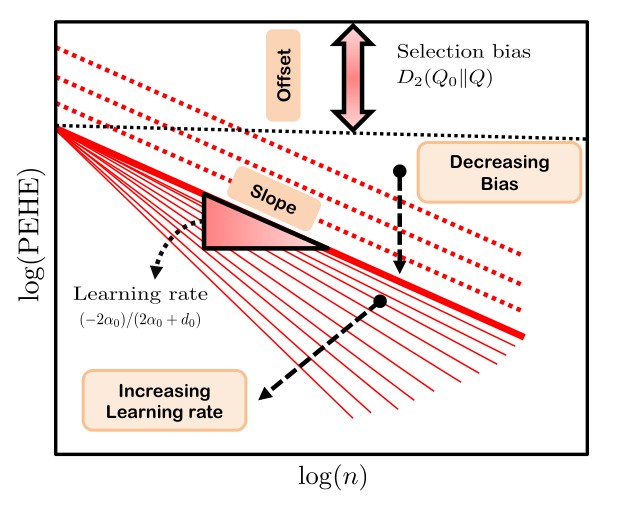 Offset
Selection bias
D₂(Q₀∥Q)
Decreasing
Bias
Slope
log(PEHE)
Learning rate
(−2α₀)/(2α₀ + d₀)
Increasing
Learning rate
log(n)